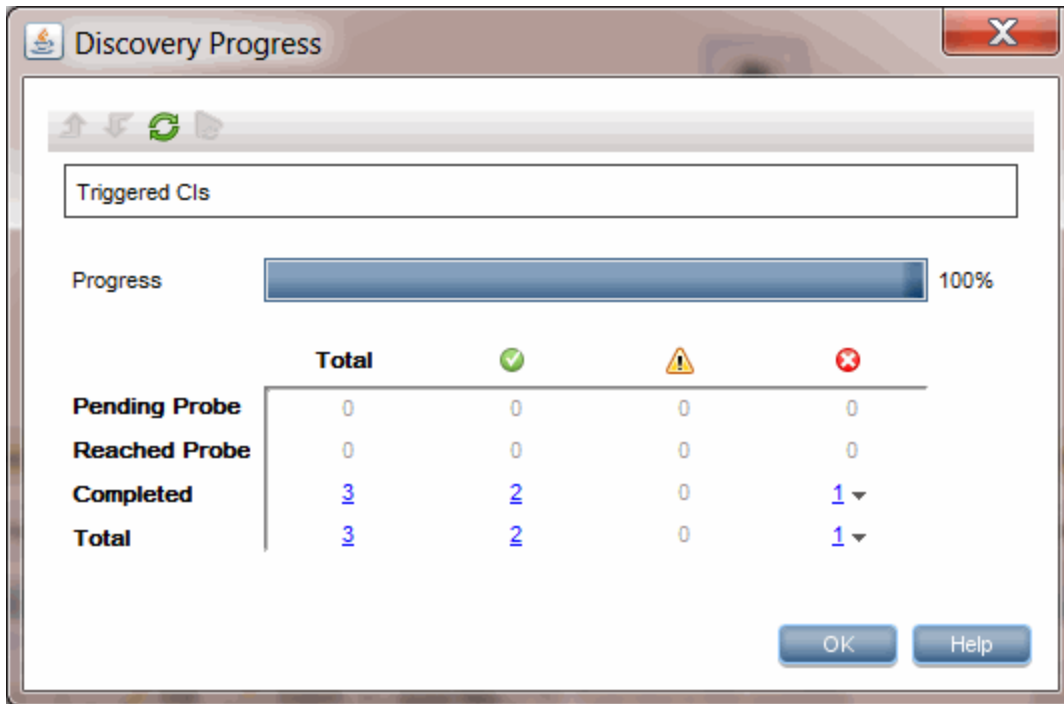 Discovery Progress
Triggered CIs
Progress 100%
Total
Pending Probe 0 0 0 0
Reached Probe 0 0 0 0
Completed 3 2 0 1
Total 3 2 0 1
OK Help